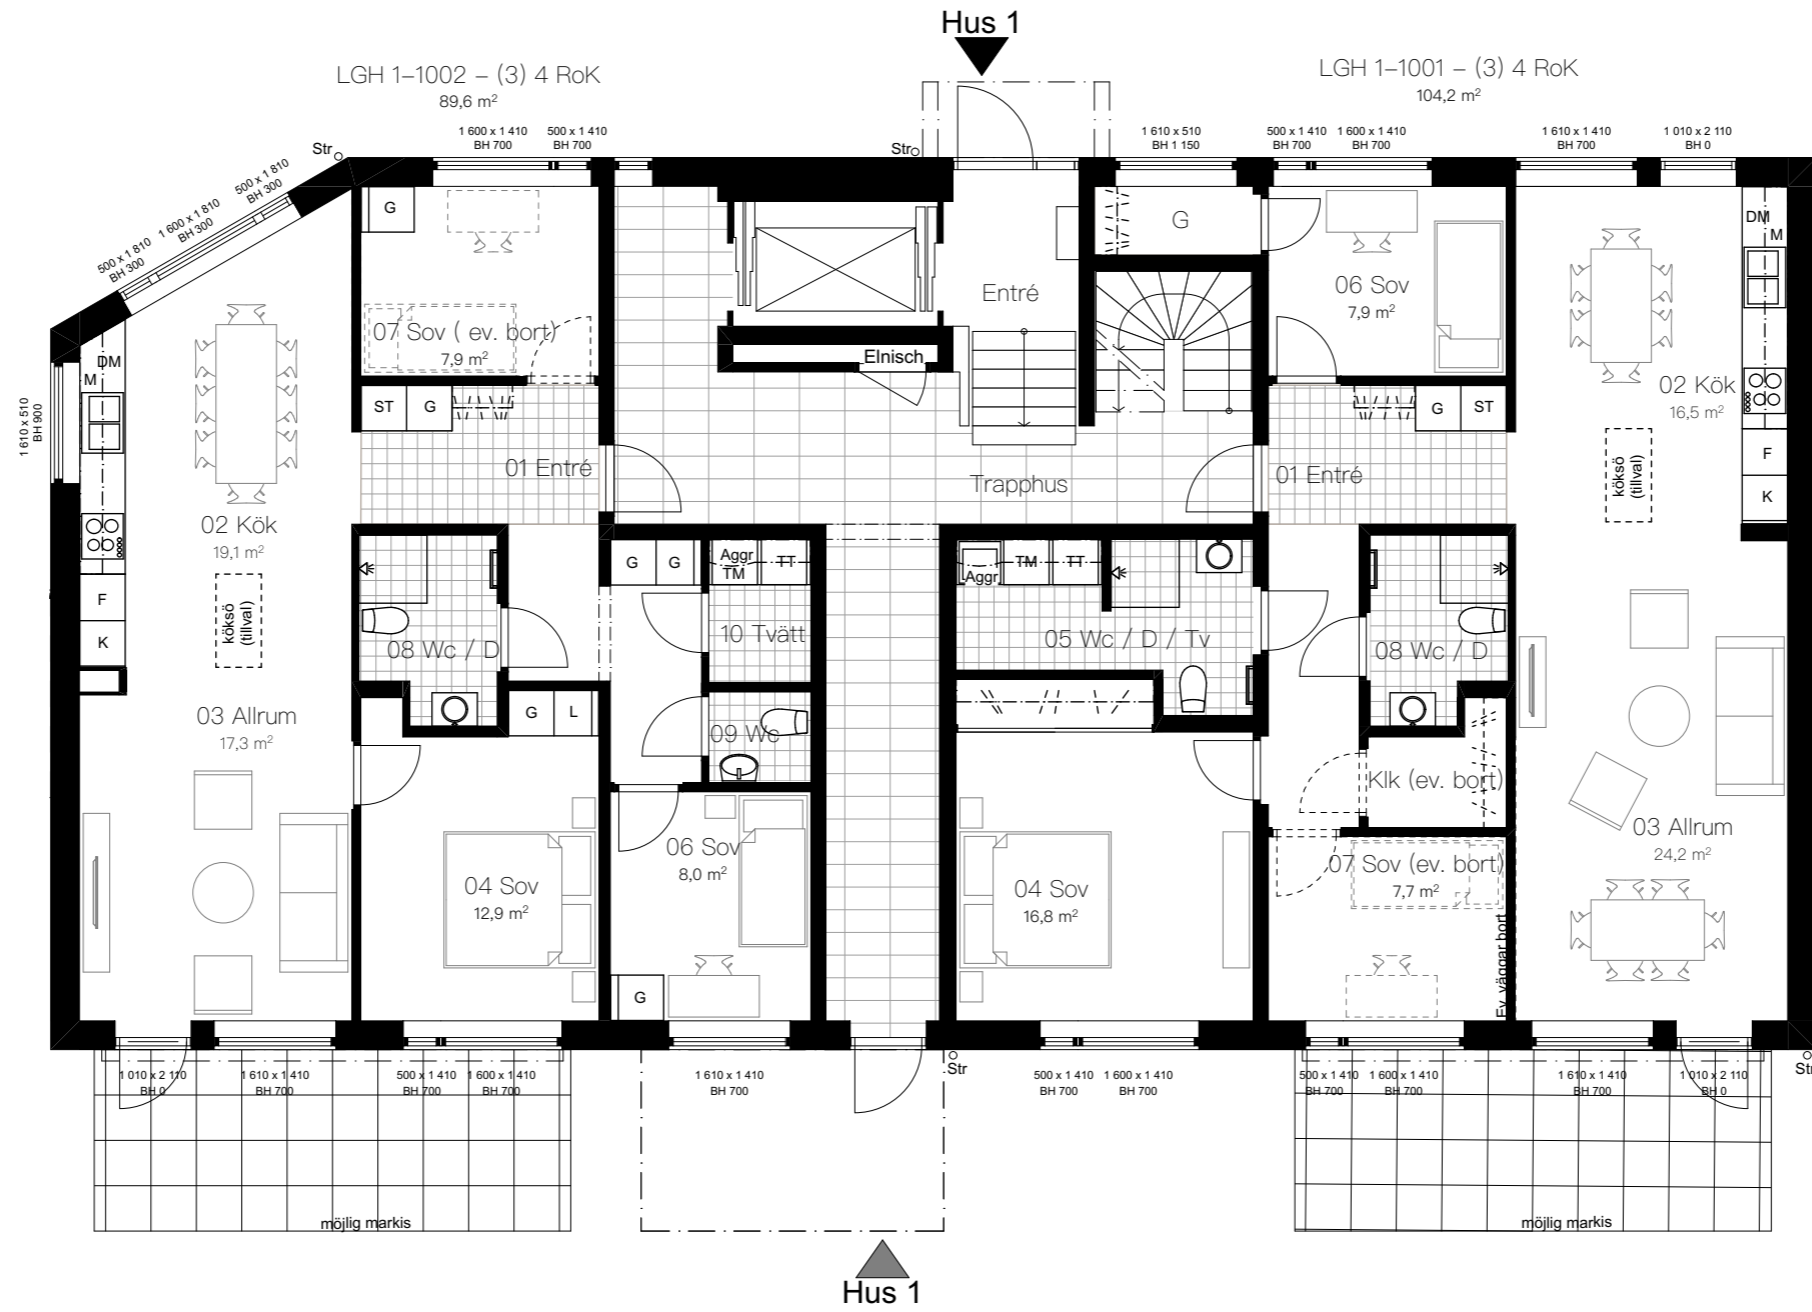 Hus 1
LGH 1-1002 - (3) 4 RoK
89,6 m²
LGH 1-1001 - (3) 4 RoK
104,2 m²
1 600 x 1 410
BH 700
500 x 1 410
BH 700
1 610 x 510
BH 1 150
500 x 1 410
BH 700
1 600 x 1 410
BH 700
1 610 x 1 410
BH 700
1 010 x 2 110
BH 0
Str
Str
500 x 1 810
BH 300
1 600 x 1 810
BH 300
500 x 1 810
BH 300
1 610 x 510
BH 900
G
07 Sov ( ev. bort)
7,9 m²
ST
G
01 Entré
DM
M
02 Kök
19,1 m²
F
K
köksö
(tillval)
03 Allrum
17,3 m²
08 Wc / D
G
L
04 Sov
12,9 m²
G
G
Aggr
TM
TT
10 Tvätt
09 Wc
06 Sov
8,0 m²
G
Entré
Elnisch
Trapphus
G
06 Sov
7,9 m²
G
ST
01 Entré
DM
M
02 Kök
16,5 m²
F
K
köksö
(tillval)
Aggr
TM
TT
05 Wc / D / Tv
08 Wc / D
Klk (ev. bort)
04 Sov
16,8 m²
07 Sov (ev. bort)
7,7 m²
Ev. väggar bort
03 Allrum
24,2 m²
1 010 x 2 110
BH 0
1 610 x 1 410
BH 700
500 x 1 410
BH 700
1 600 x 1 410
BH 700
1 610 x 1 410
BH 700
Str
500 x 1 410
BH 700
1 600 x 1 410
BH 700
500 x 1 410
BH 700
1 600 x 1 410
BH 700
1 610 x 1 410
BH 700
1 010 x 2 110
BH 0
Str
möjlig markis
möjlig markis
Hus 1